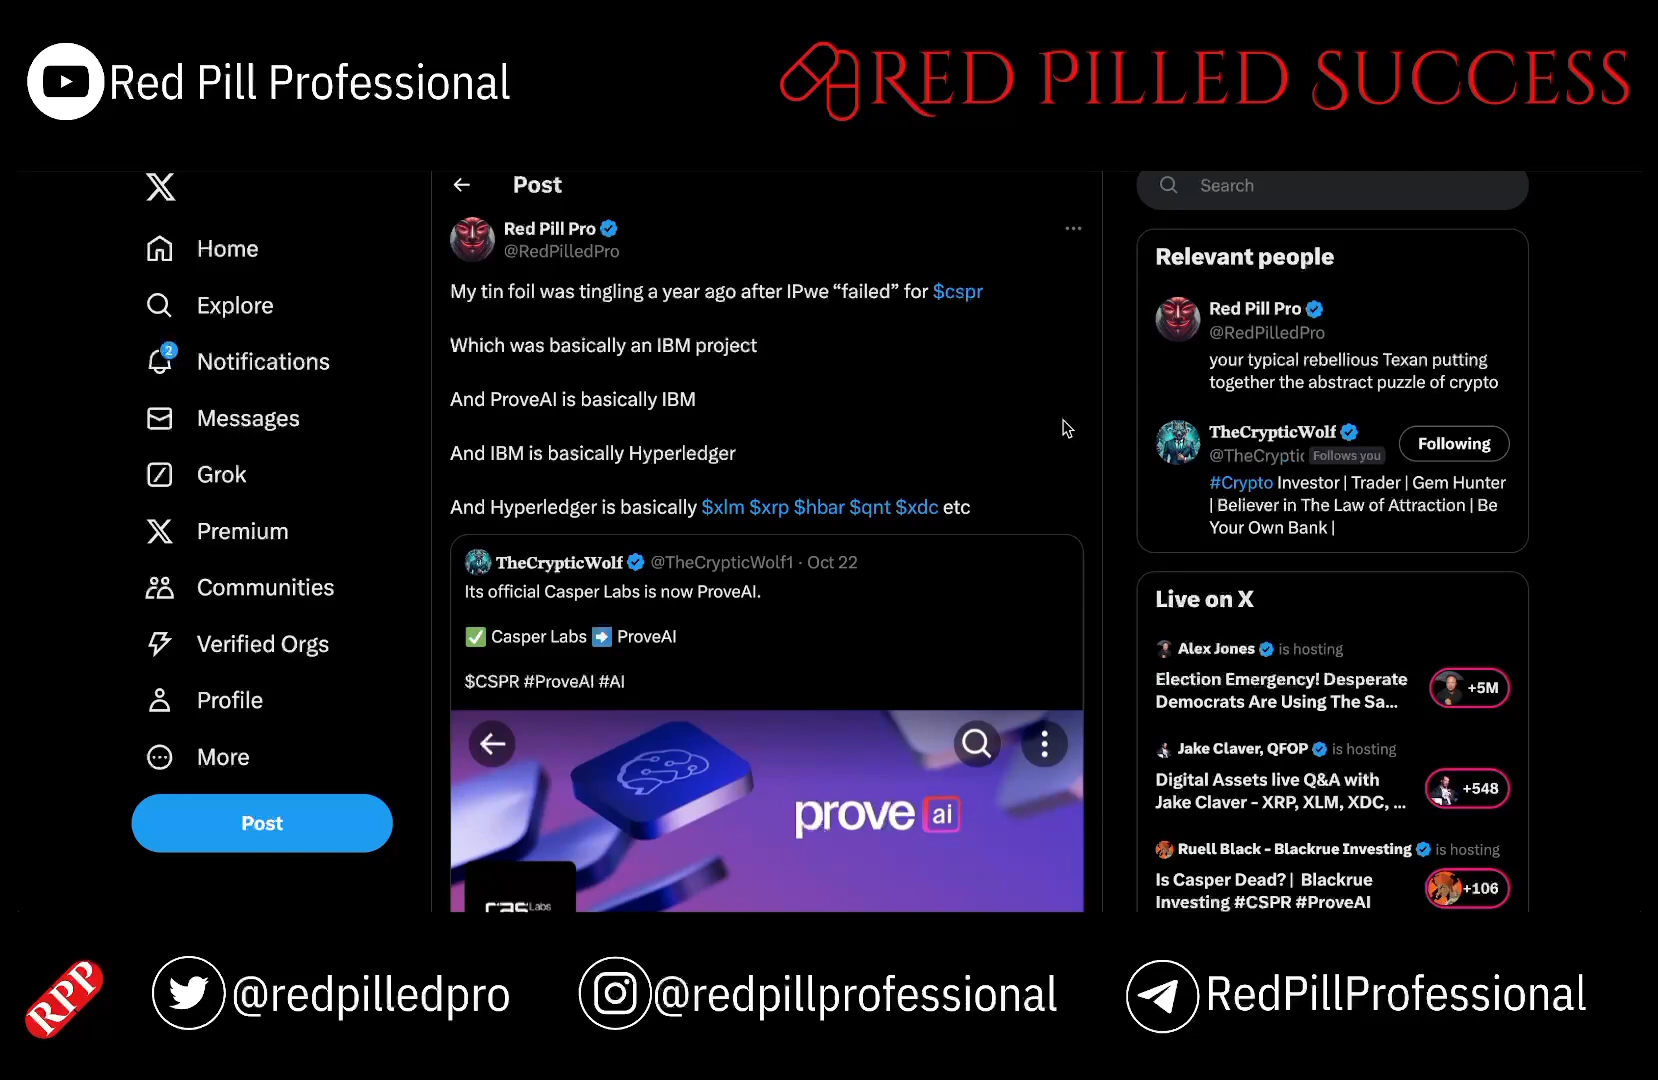 Red Pill Professional
RED PILLED SUCCESS
Home
Explore
2
Notifications
Messages
Grok
Premium
Communities
Verified Orgs
Profile
More
Post
Post
Red Pill Pro
@RedPilledPro
My tin foil was tingling a year ago after IPwe “failed” for $cspr
Which was basically an IBM project
And ProveAI is basically IBM
And IBM is basically Hyperledger
And Hyperledger is basically $xlm $xrp $hbar $qnt $xdc etc
TheCrypticWolf @TheCrypticWolf1 · Oct 22
Its official Casper Labs is now ProveAI.
Casper Labs ProveAI
$CSPR #ProveAI #AI
prove ai
Labs
Search
Relevant people
Red Pill Pro
@RedPilledPro
your typical rebellious Texan putting
together the abstract puzzle of crypto
TheCrypticWolf
@TheCryptic Follows you
Following
#Crypto Investor | Trader | Gem Hunter
| Believer in The Law of Attraction | Be
Your Own Bank |
Live on X
Alex Jones is hosting
Election Emergency! Desperate
Democrats Are Using The Sa...
+5M
Jake Claver, QFOP is hosting
Digital Assets live Q&A with
Jake Claver - XRP, XLM, XDC, ...
+548
Ruell Black - Blackrue Investing is hosting
Is Casper Dead? | Blackrue
Investing #CSPR #ProveAI
+106
RPP
@redpilledpro
@redpillprofessional
RedPillProfessional